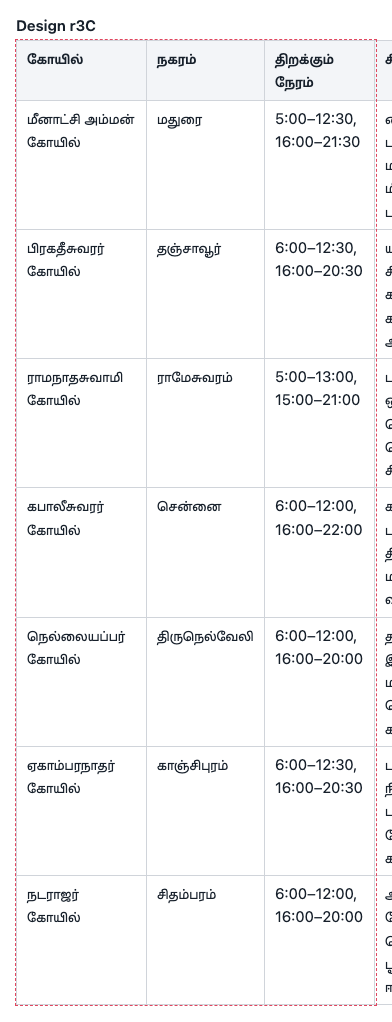 Design r3C
கோயில்
நகரம்
திறக்கும்
நேரம்
மீனாட்சி அம்மன்
கோயில்
மதுரை
5:00–12:30,
16:00–21:30
பிரகதீசுவரர்
கோயில்
தஞ்சாவூர்
6:00–12:30,
16:00–20:30
ராமநாதசுவாமி
கோயில்
ராமேசுவரம்
5:00–13:00,
15:00–21:00
கபாலீசுவரர்
கோயில்
சென்னை
6:00–12:00,
16:00–22:00
நெல்லையப்பர்
கோயில்
திருநெல்வேலி
6:00–12:00,
16:00–20:00
ஏகாம்பரநாதர்
கோயில்
காஞ்சிபுரம்
6:00–12:30,
16:00–20:30
நடராஜர்
கோயில்
சிதம்பரம்
6:00–12:00,
16:00–20:00